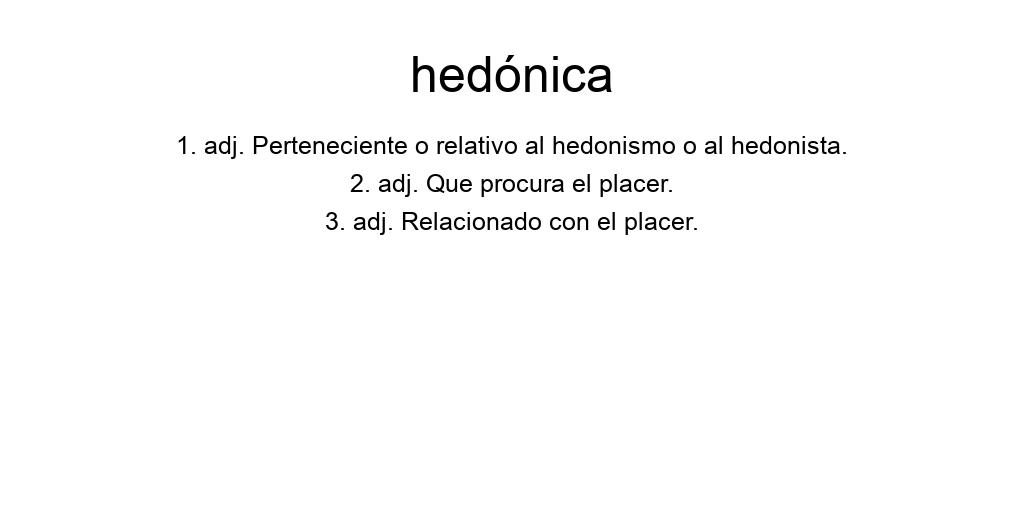 hedónica
1. adj. Perteneciente o relativo al hedonismo o al hedonista.
2. adj. Que procura el placer.
3. adj. Relacionado con el placer.